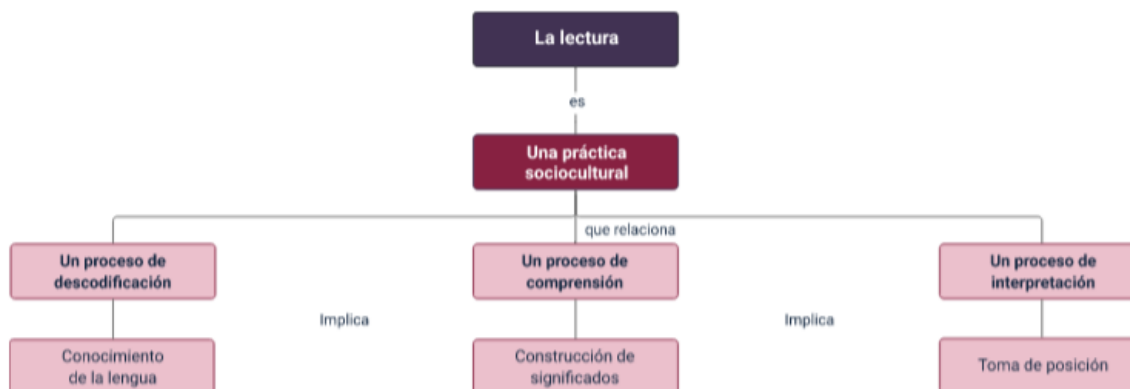 La lectura
es
Una práctica
sociocultural
que relaciona
Un proceso de
descodificación
Un proceso de
comprensión
Un proceso de
interpretación
Implica
Implica
Conocimiento
de la lengua
Construcción de
significados
Toma de posición